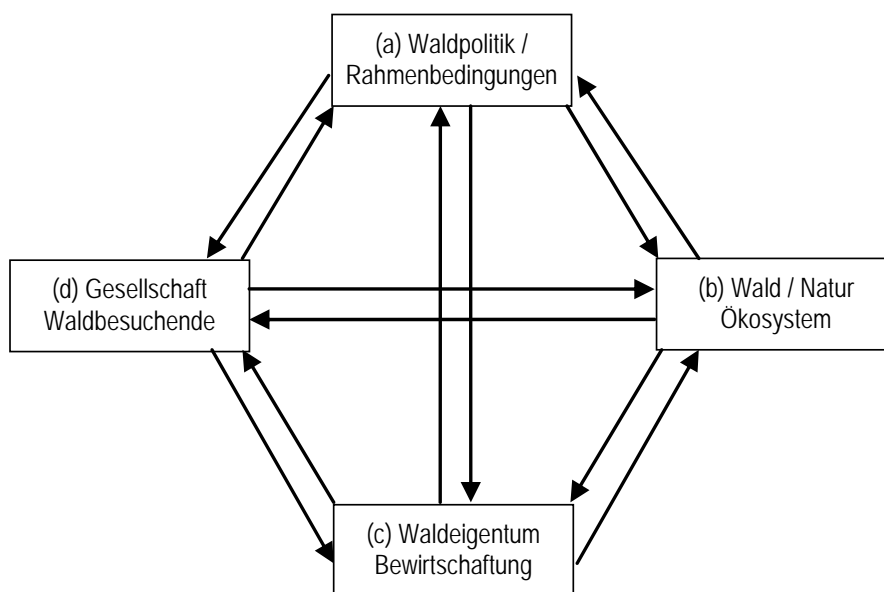 (a) Waldpolitik /
Rahmenbedingungen
(d) Gesellschaft
Waldbesuchende
(b) Wald / Natur
Ökosystem
(c) Waldeigentum
Bewirtschaftung